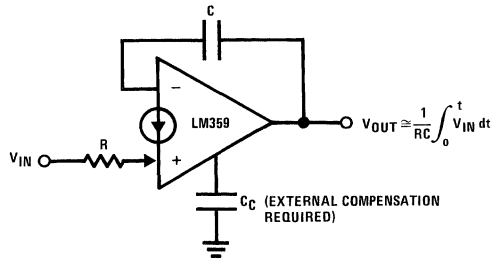 C
−
LM359
R
+
V_IN
V_OUT ≅ 1/RC ∫₀ᵗ V_IN dt
C_C (EXTERNAL COMPENSATION
REQUIRED)